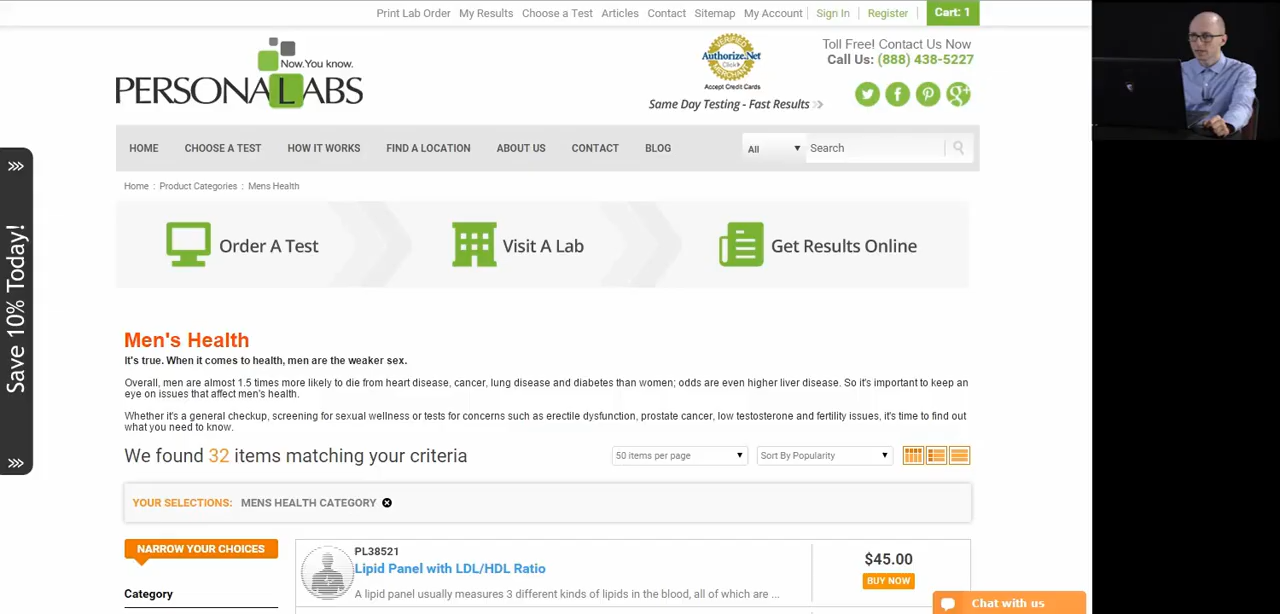 Print Lab Order My Results Choose a Test Articles Contact Sitemap My Account Sign In Register Cart: 1
Now.You know.
PERSONALABS
VERIFIED
Authorize.Net
Click
Accept Credit Cards
Toll Free! Contact Us Now
Call Us: (888) 438-5227
Same Day Testing - Fast Results
HOME CHOOSE A TEST HOW IT WORKS FIND A LOCATION ABOUT US CONTACT BLOG All Search
Home : Product Categories : Mens Health
Save 10% Today!
Order A Test Visit A Lab Get Results Online
Men's Health
It's true. When it comes to health, men are the weaker sex.
Overall, men are almost 1.5 times more likely to die from heart disease, cancer, lung disease and diabetes than women; odds are even higher liver disease. So it's important to keep an
eye on issues that affect men's health.
Whether it's a general checkup, screening for sexual wellness or tests for concerns such as erectile dysfunction, prostate cancer, low testosterone and fertility issues, it's time to find out
what you need to know.
We found 32 items matching your criteria 50 items per page Sort By Popularity
YOUR SELECTIONS: MENS HEALTH CATEGORY
NARROW YOUR CHOICES
Category
PL38521
Lipid Panel with LDL/HDL Ratio
A lipid panel usually measures 3 different kinds of lipids in the blood, all of which are ...
$45.00
BUY NOW
Chat with us